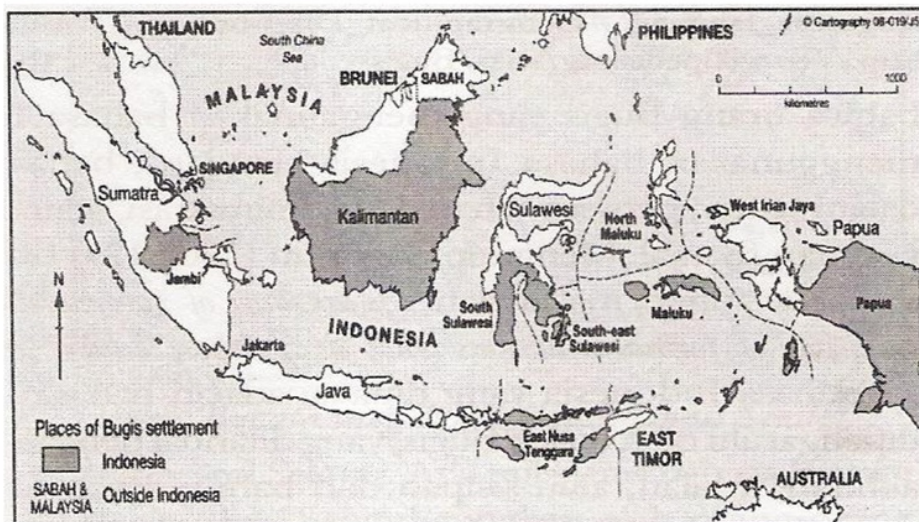 © Cartography 08-019/JS
THAILAND
South China
Sea
PHILIPPINES
BRUNEI
SABAH
MALAYSIA
0 1000
kilometres
SINGAPORE
Sumatra
Kalimantan
Sulawesi
North
Maluku
West Irian Jaya
Papua
Jambi
N
South
Sulawesi
South-east
Sulawesi
Maluku
Papua
INDONESIA
Jakarta
Java
Places of Bugis settlement
Indonesia
SABAH &
MALAYSIA
Outside Indonesia
East Nusa
Tenggara
EAST
TIMOR
AUSTRALIA